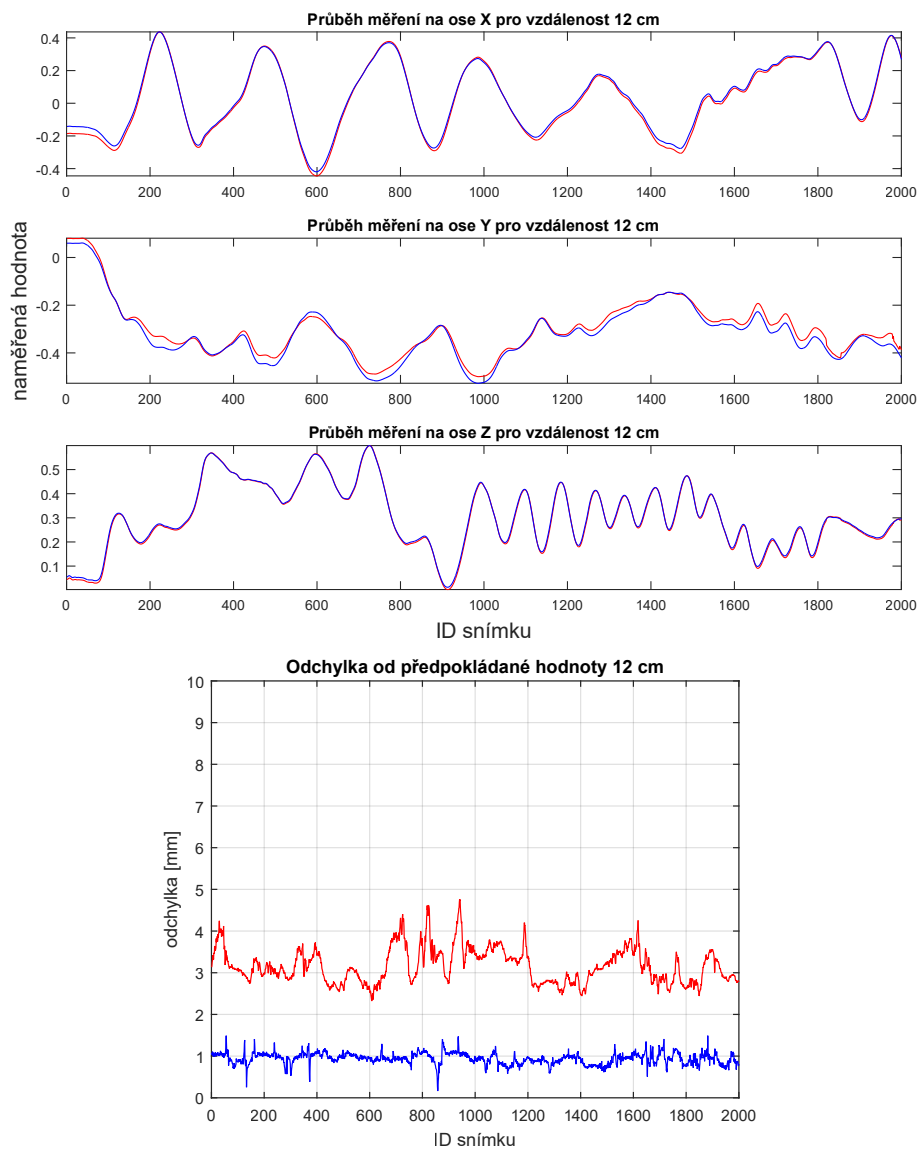 Průběh měření na ose X pro vzdálenost 12 cm
0.4
0.2
0
-0.2
-0.4
0 200 400 600 800 1000 1200 1400 1600 1800 2000
naměřená hodnota
Průběh měření na ose Y pro vzdálenost 12 cm
0
-0.2
-0.4
0 200 400 600 800 1000 1200 1400 1600 1800 2000
Průběh měření na ose Z pro vzdálenost 12 cm
0.5
0.4
0.3
0.2
0.1
0 200 400 600 800 1000 1200 1400 1600 1800 2000
ID snímku
Odchylka od předpokládané hodnoty 12 cm
odchylka [mm]
10
9
8
7
6
5
4
3
2
1
0
0 200 400 600 800 1000 1200 1400 1600 1800 2000
ID snímku